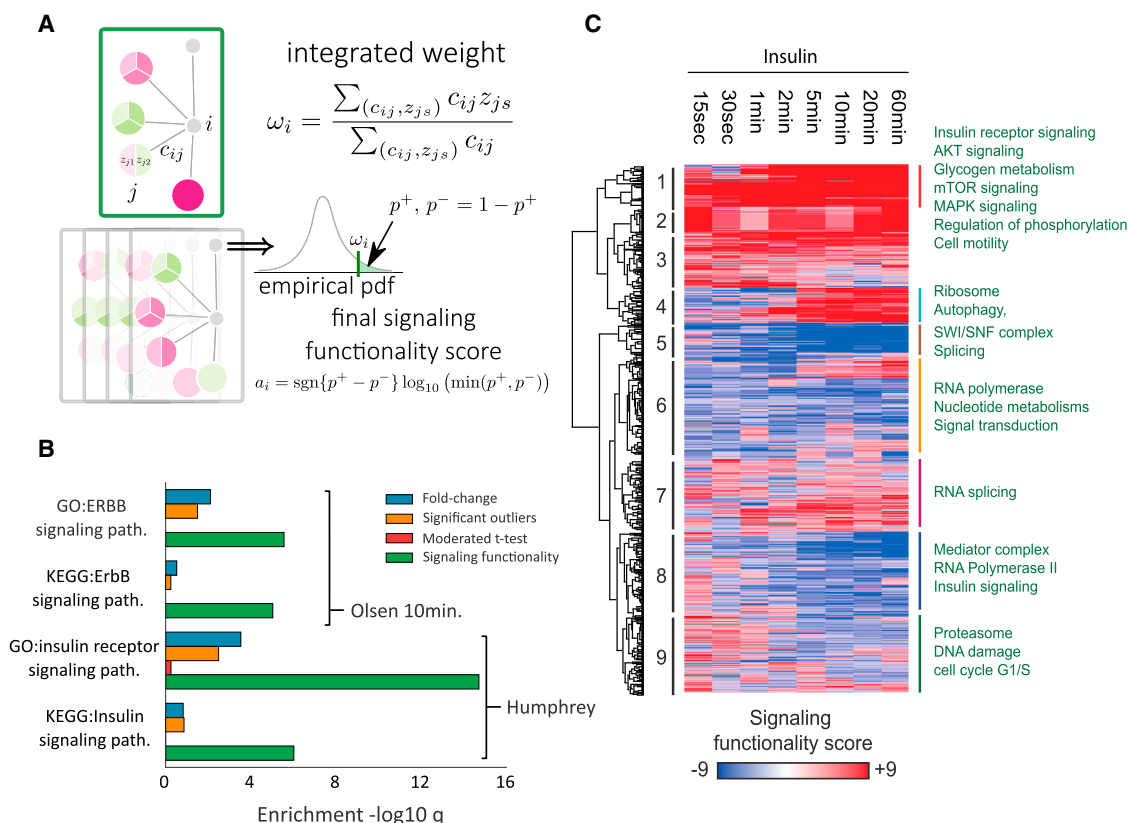 A
integrated weight
ω_i = ∑_(c_ij, z_js) c_ij z_js / ∑_(c_ij, z_js) c_ij
i
c_ij
z_j1 z_j2
j
p⁺, p⁻ = 1 − p⁺
ω_i
empirical pdf
final signaling
functionality score
a_i = sgn{p⁺ − p⁻} log₁₀ (min(p⁺, p⁻))
B
GO:ERBB
signaling path.
KEGG:ErbB
signaling path.
GO:insulin receptor
signaling path.
KEGG:Insulin
signaling path.
Fold-change
Significant outliers
Moderated t-test
Signaling functionality
Olsen 10min.
Humphrey
0 4 8 12 16
Enrichment -log10 q
C
Insulin
15sec 30sec 1min 2min 5min 10min 20min 60min
1
2
3
4
5
6
7
8
9
Insulin receptor signaling
AKT signaling
Glycogen metabolism
mTOR signaling
MAPK signaling
Regulation of phosphorylation
Cell motility
Ribosome
Autophagy,
SWI/SNF complex
Splicing
RNA polymerase
Nucleotide metabolisms
Signal transduction
RNA splicing
Mediator complex
RNA Polymerase II
Insulin signaling
Proteasome
DNA damage
cell cycle G1/S
Signaling
functionality score
-9 +9